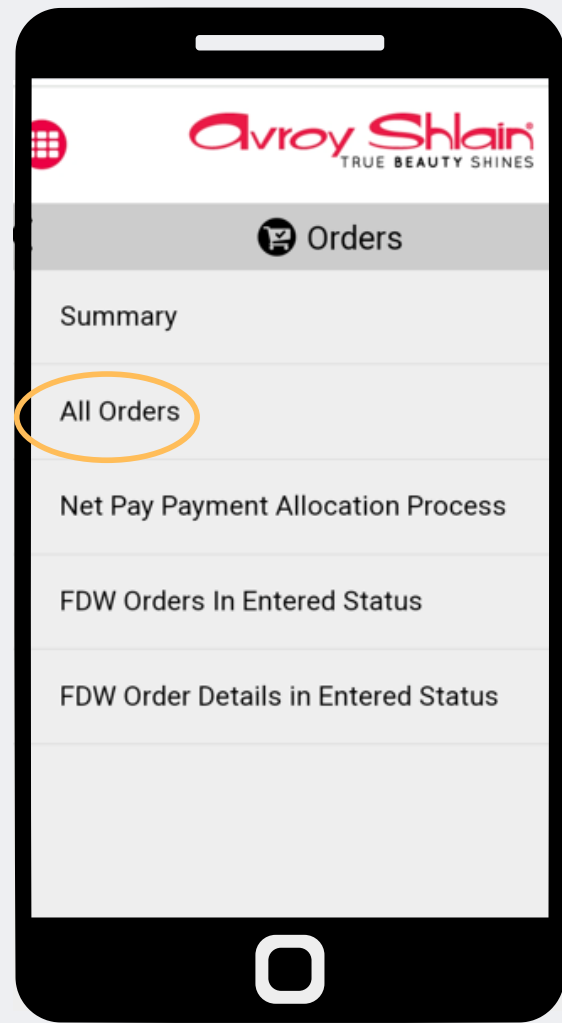 avroy Shlain
TRUE BEAUTY SHINES
Orders
Summary
All Orders
Net Pay Payment Allocation Process
FDW Orders In Entered Status
FDW Order Details in Entered Status